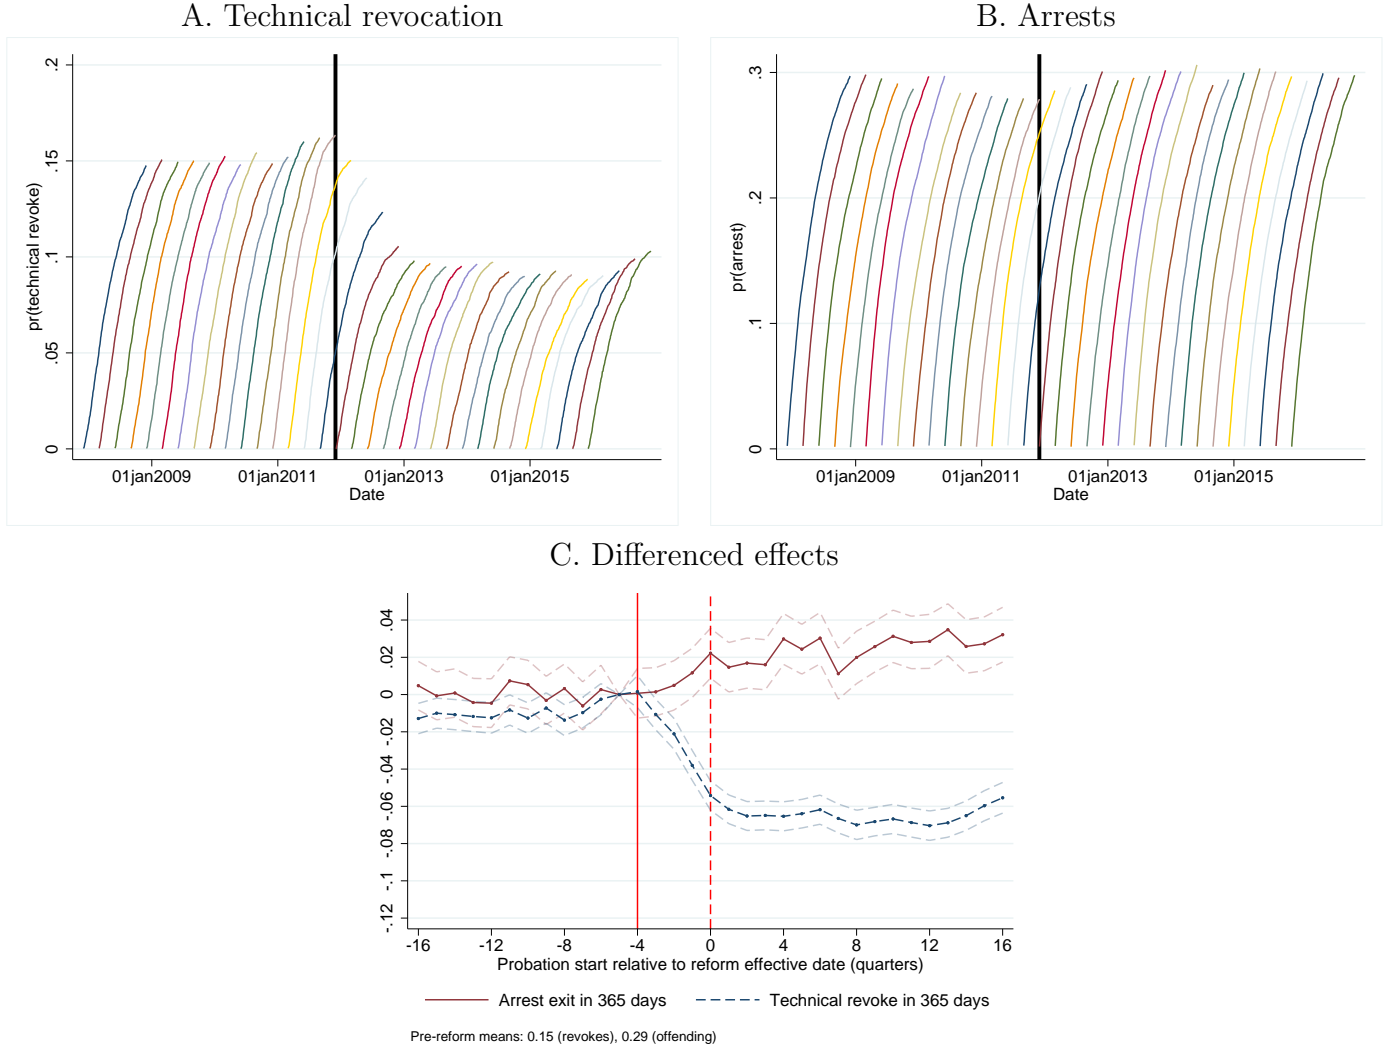 A. Technical revocation
pr(technical revoke)
.2
.15
.1
.05
0
01jan2009 01jan2011 01jan2013 01jan2015
Date
B. Arrests
pr(arrest)
.3
.2
.1
0
01jan2009 01jan2011 01jan2013 01jan2015
Date
C. Differenced effects
.04
.02
0
-.02
-.04
-.06
-.08
-.1
-.12
-16 -12 -8 -4 0 4 8 12 16
Probation start relative to reform effective date (quarters)
Arrest exit in 365 days Technical revoke in 365 days
Pre-reform means: 0.15 (revokes), 0.29 (offending)